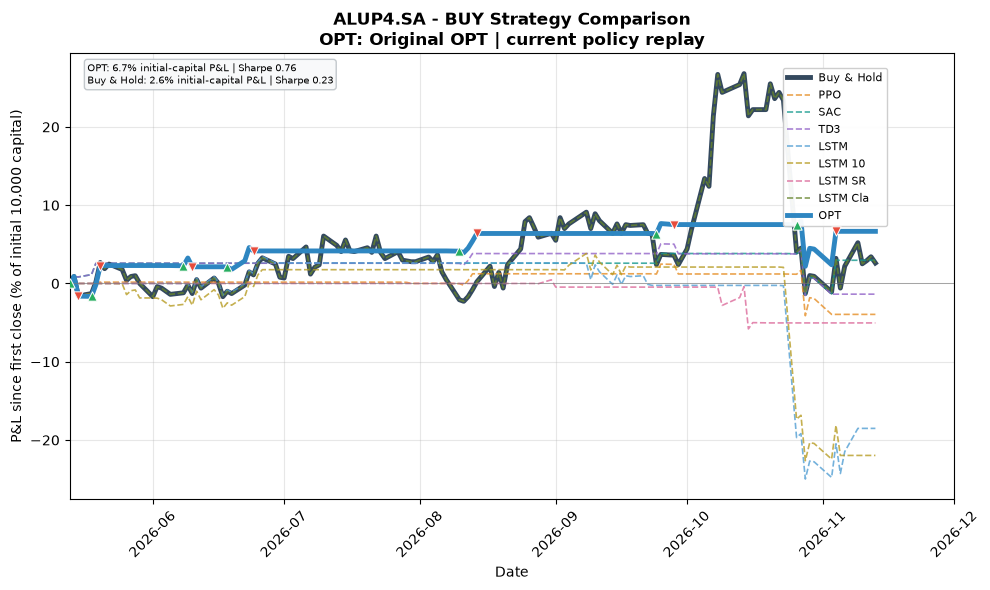 ALUP4.SA - BUY Strategy Comparison
OPT: Original OPT | current policy replay
OPT: 6.7% initial-capital P&L | Sharpe 0.76
Buy & Hold: 2.6% initial-capital P&L | Sharpe 0.23
Buy & Hold
PPO
SAC
TD3
LSTM
LSTM 10
LSTM SR
LSTM Cla
OPT
P&L since first close (% of initial 10,000 capital)
20
10
0
−10
−20
2026-06
2026-07
2026-08
2026-09
2026-10
2026-11
2026-12
Date